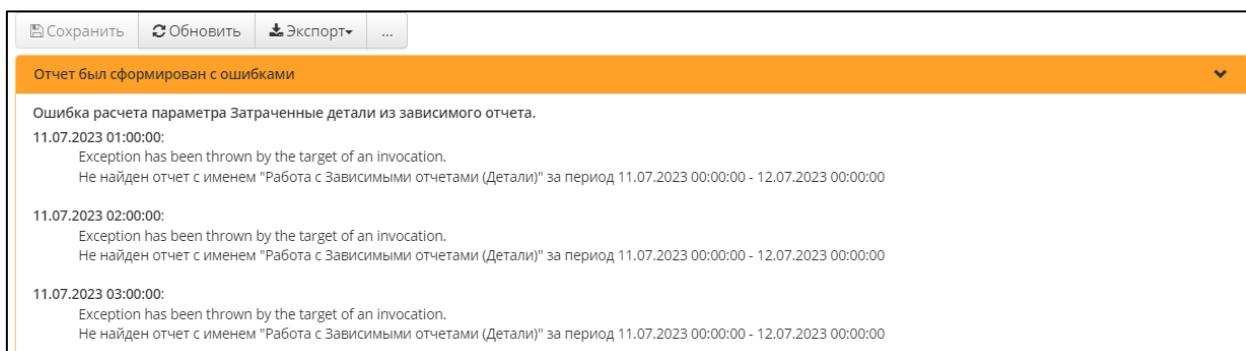 Сохранить Обновить Экспорт ...
Отчет был сформирован с ошибками
Ошибка расчета параметра Затраченные детали из зависимого отчета.
11.07.2023 01:00:00:
Exception has been thrown by the target of an invocation.
Не найден отчет с именем "Работа с Зависимыми отчетами (Детали)" за период 11.07.2023 00:00:00 - 12.07.2023 00:00:00
11.07.2023 02:00:00:
Exception has been thrown by the target of an invocation.
Не найден отчет с именем "Работа с Зависимыми отчетами (Детали)" за период 11.07.2023 00:00:00 - 12.07.2023 00:00:00
11.07.2023 03:00:00:
Exception has been thrown by the target of an invocation.
Не найден отчет с именем "Работа с Зависимыми отчетами (Детали)" за период 11.07.2023 00:00:00 - 12.07.2023 00:00:00